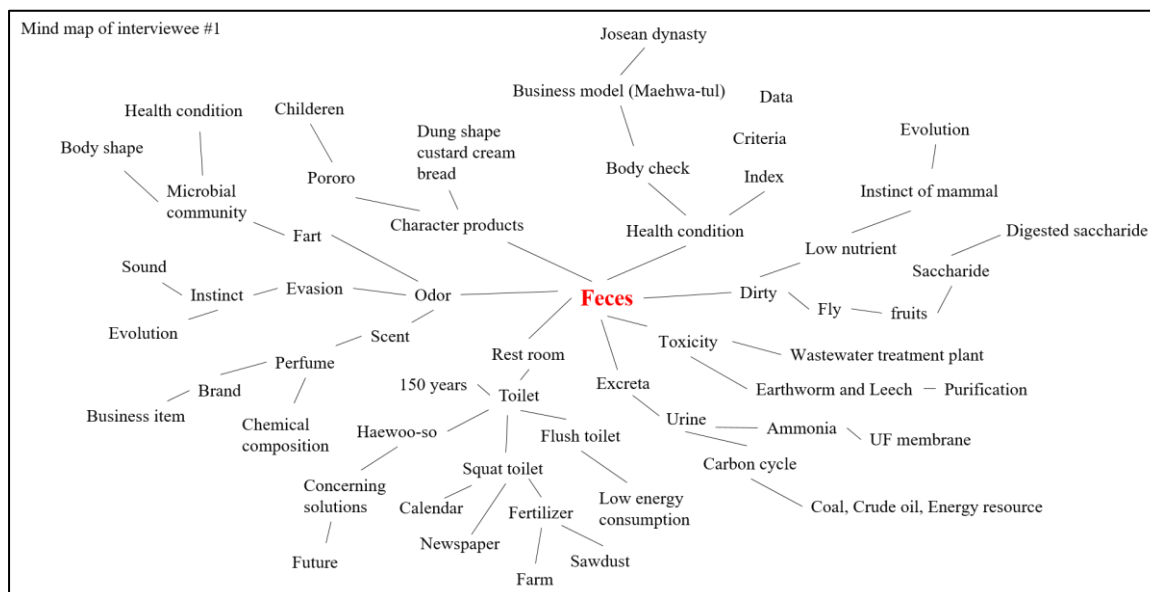 Mind map of interviewee #1
Josean dynasty
Business model (Maehwa-tul)
Data
Health condition
Childeren
Dung shape
custard cream
bread
Criteria
Evolution
Body shape
Body check
Index
Pororo
Microbial
community
Instinct of mammal
Character products
Health condition
Digested saccharide
Fart
Low nutrient
Sound
Saccharide
Instinct
Evasion
Odor
Feces
Dirty
Fly
fruits
Evolution
Scent
Toxicity
Rest room
Wastewater treatment plant
Perfume
150 years
Excreta
Earthworm and Leech
Purification
Brand
Toilet
Business item
Urine
Chemical
composition
Haewoo-so
Flush toilet
Ammonia
UF membrane
Squat toilet
Carbon cycle
Concerning
solutions
Calendar
Fertilizer
Low energy
consumption
Coal, Crude oil, Energy resource
Newspaper
Future
Sawdust
Farm